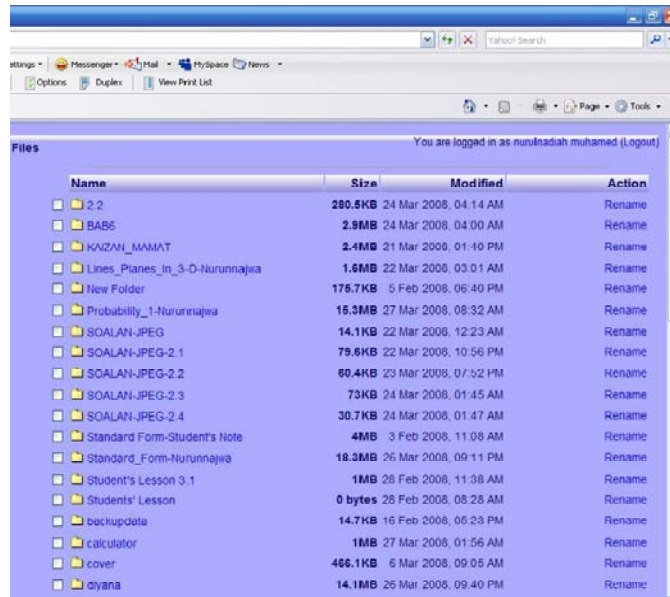 Yahoo! Search
ettings Messenger Mail MySpace News
Options Duplex View Print List
Page Tools
You are logged in as nurulnadiah muhamed (Logout)
Files
Name Size Modified Action
2.2 280.5KB 24 Mar 2008, 04:14 AM Rename
BAB6 2.9MB 24 Mar 2008, 04:00 AM Rename
KAIZAN_MAMAT 2.4MB 21 Mar 2008, 01:40 PM Rename
Lines_Planes_in_3-D-Nurunnajwa 1.6MB 22 Mar 2008, 03:01 AM Rename
New Folder 175.7KB 5 Feb 2008, 06:40 PM Rename
Probability_1-Nurunnajwa 15.3MB 27 Mar 2008, 08:32 AM Rename
SOALAN-JPEG 14.1KB 22 Mar 2008, 12:23 AM Rename
SOALAN-JPEG-2.1 79.6KB 22 Mar 2008, 10:56 PM Rename
SOALAN-JPEG-2.2 60.4KB 23 Mar 2008, 07:52 PM Rename
SOALAN-JPEG-2.3 73KB 24 Mar 2008, 01:45 AM Rename
SOALAN-JPEG-2.4 30.7KB 24 Mar 2008, 01:47 AM Rename
Standard Form-Student's Note 4MB 3 Feb 2008, 11:08 AM Rename
Standard_Form-Nurunnajwa 18.3MB 26 Mar 2008, 09:11 PM Rename
Student's Lesson 3.1 1MB 28 Feb 2008, 11:38 AM Rename
Students' Lesson 0 bytes 28 Feb 2008, 08:28 AM Rename
backupdata 14.7KB 16 Feb 2008, 05:23 PM Rename
calculator 1MB 27 Mar 2008, 01:56 AM Rename
cover 466.1KB 6 Mar 2008, 09:05 AM Rename
diyana 14.1MB 26 Mar 2008, 09:40 PM Rename